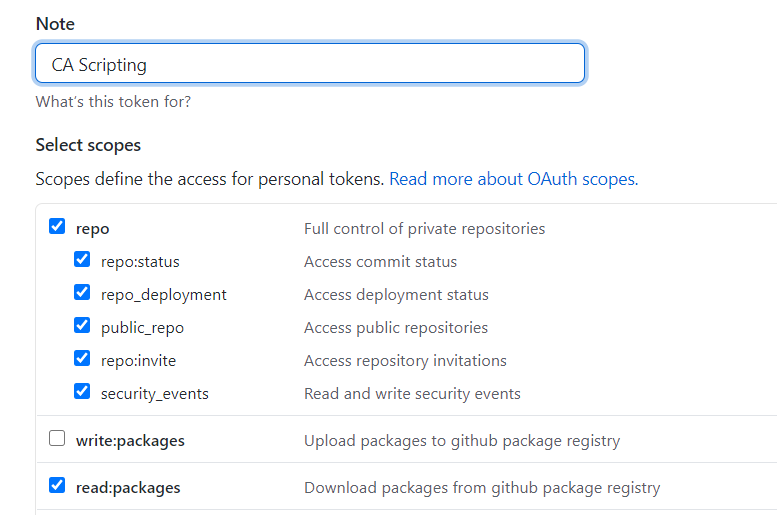 Note
CA Scripting
What's this token for?
Select scopes
Scopes define the access for personal tokens. Read more about OAuth scopes.
repo Full control of private repositories
repo:status Access commit status
repo_deployment Access deployment status
public_repo Access public repositories
repo:invite Access repository invitations
security_events Read and write security events
write:packages Upload packages to github package registry
read:packages Download packages from github package registry